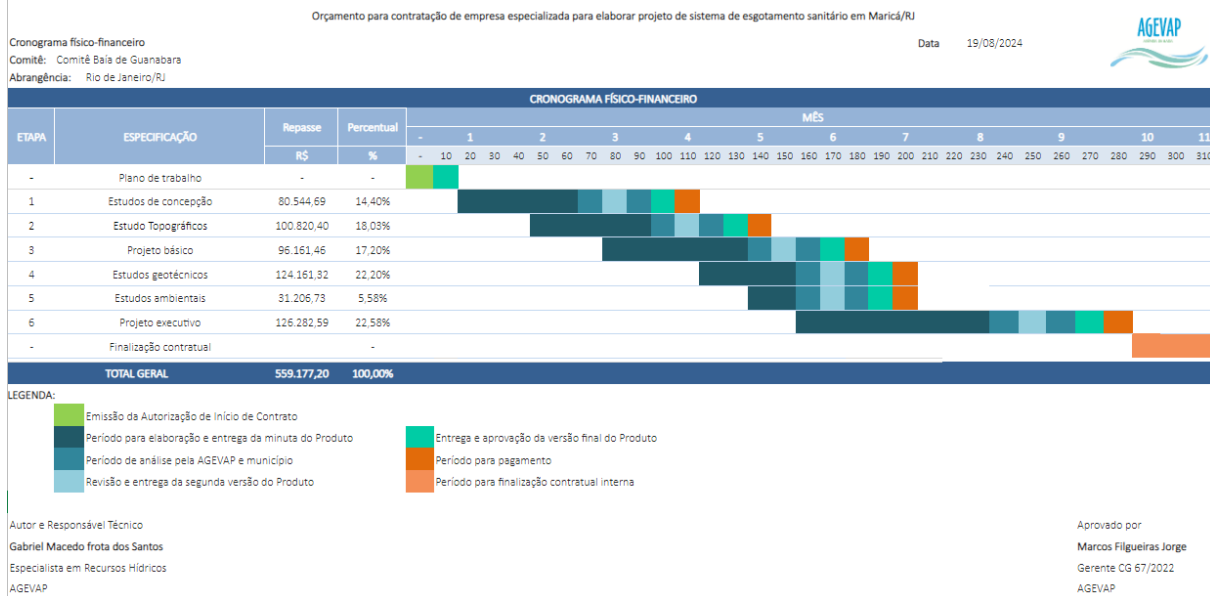 Orçamento para contratação de empresa especializada para elaborar projeto de sistema de esgotamento sanitário em Maricá/RJ
AGEVAP
Cronograma físico-financeiro
Data 19/08/2024
Comitê: Comitê Baía de Guanabara
Abrangência: Rio de Janeiro/RJ
CRONOGRAMA FÍSICO-FINANCEIRO
ETAPA ESPECIFICAÇÃO Repasse Percentual MÊS
- 1 2 3 4 5 6 7 8 9 10 11
R$ % - 10 20 30 40 50 60 70 80 90 100 110 120 130 140 150 160 170 180 190 200 210 220 230 240 250 260 270 280 290 300 310
- Plano de trabalho - -
1 Estudos de concepção 80.544,69 14,40%
2 Estudo Topográficos 100.820,40 18,03%
3 Projeto básico 96.161,46 17,20%
4 Estudos geotécnicos 124.161,32 22,20%
5 Estudos ambientais 31.206,73 5,58%
6 Projeto executivo 126.282,59 22,58%
- Finalização contratual -
TOTAL GERAL 559.177,20 100,00%
LEGENDA:
Emissão da Autorização de Início de Contrato
Período para elaboração e entrega da minuta do Produto
Entrega e aprovação da versão final do Produto
Período de análise pela AGEVAP e município
Período para pagamento
Revisão e entrega da segunda versão do Produto
Período para finalização contratual interna
Autor e Responsável Técnico
Aprovado por
Gabriel Macedo frota dos Santos
Marcos Filgueiras Jorge
Especialista em Recursos Hídricos
Gerente CG 67/2022
AGEVAP
AGEVAP